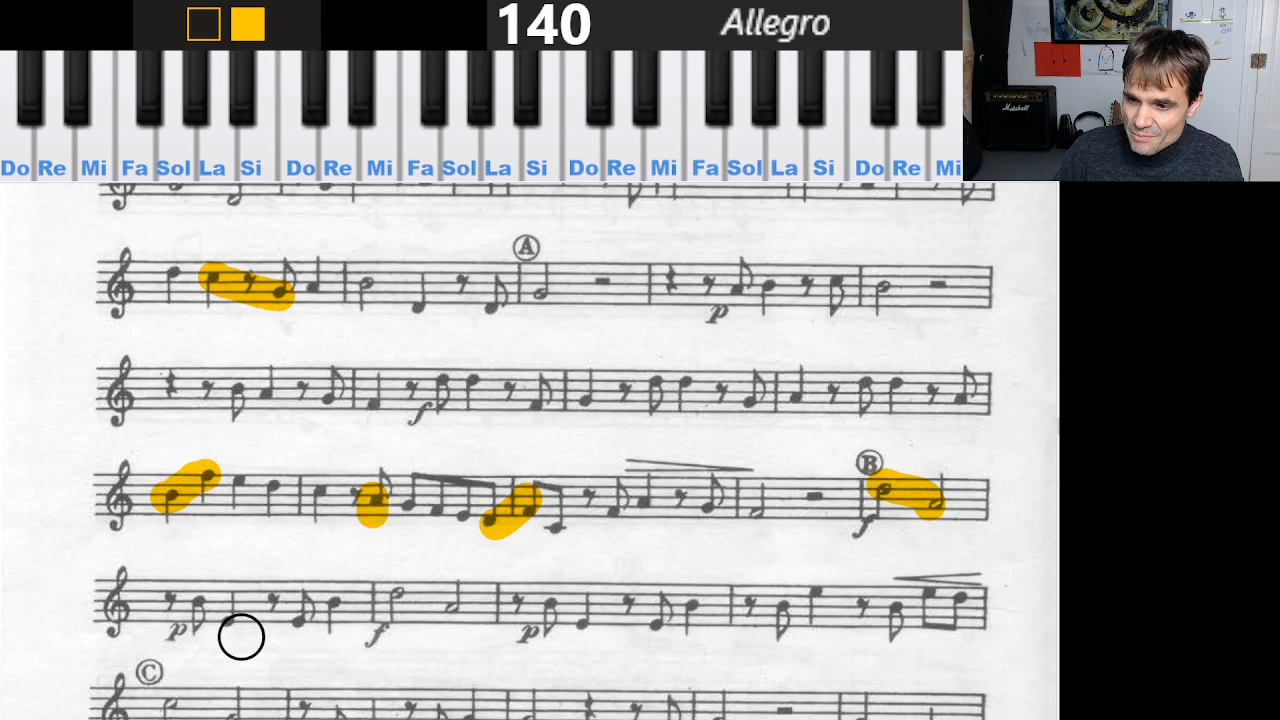 140 Allegro
Marshall
Do Re Mi Fa Sol La Si Do Re Mi Fa Sol La Si Do Re Mi Fa Sol La Si Do Re Mi
A
p
f
B
f
p f p
C